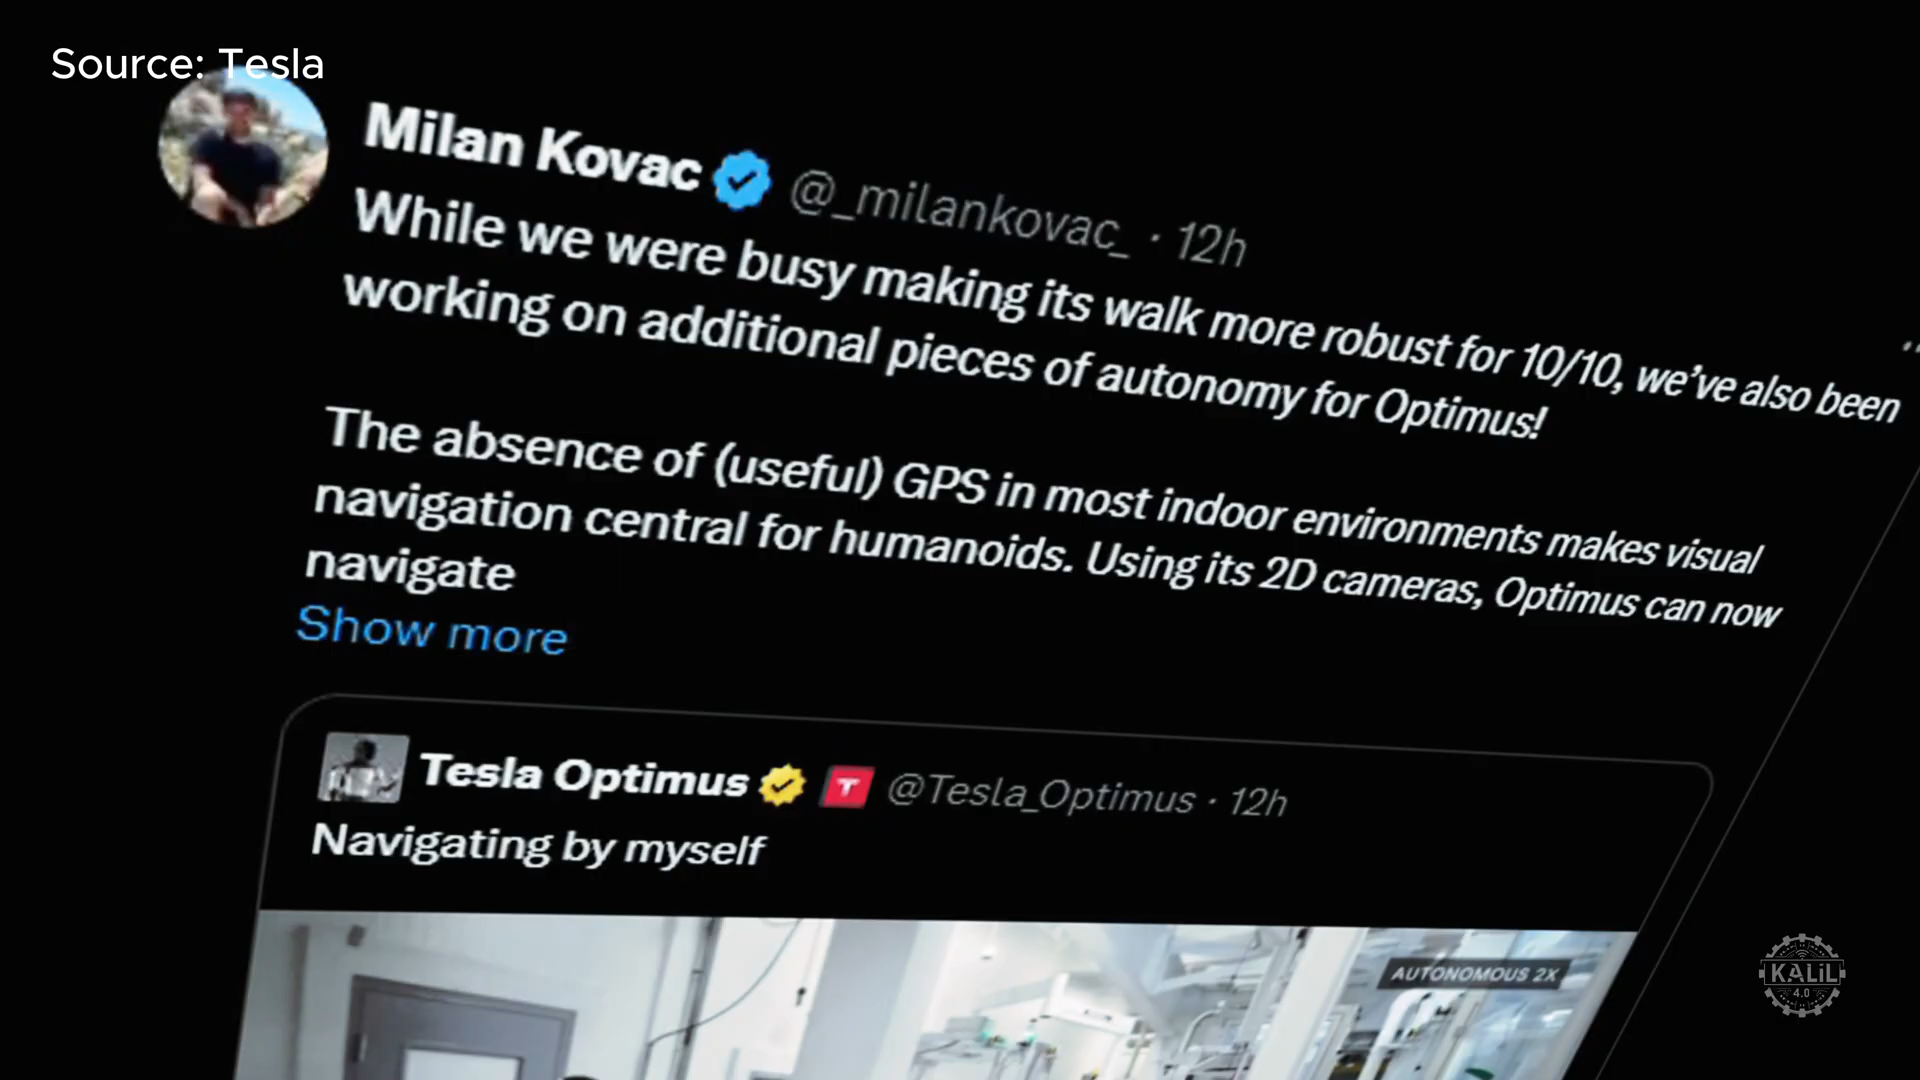 Source: Tesla
Milan Kovac @_milankovac_ · 12h
While we were busy making its walk more robust for 10/10, we've also been
working on additional pieces of autonomy for Optimus!
The absence of (useful) GPS in most indoor environments makes visual
navigation central for humanoids. Using its 2D cameras, Optimus can now
navigate
Show more
Tesla Optimus T @Tesla_Optimus · 12h
Navigating by myself
AUTONOMOUS 2X
KALiL
4.0